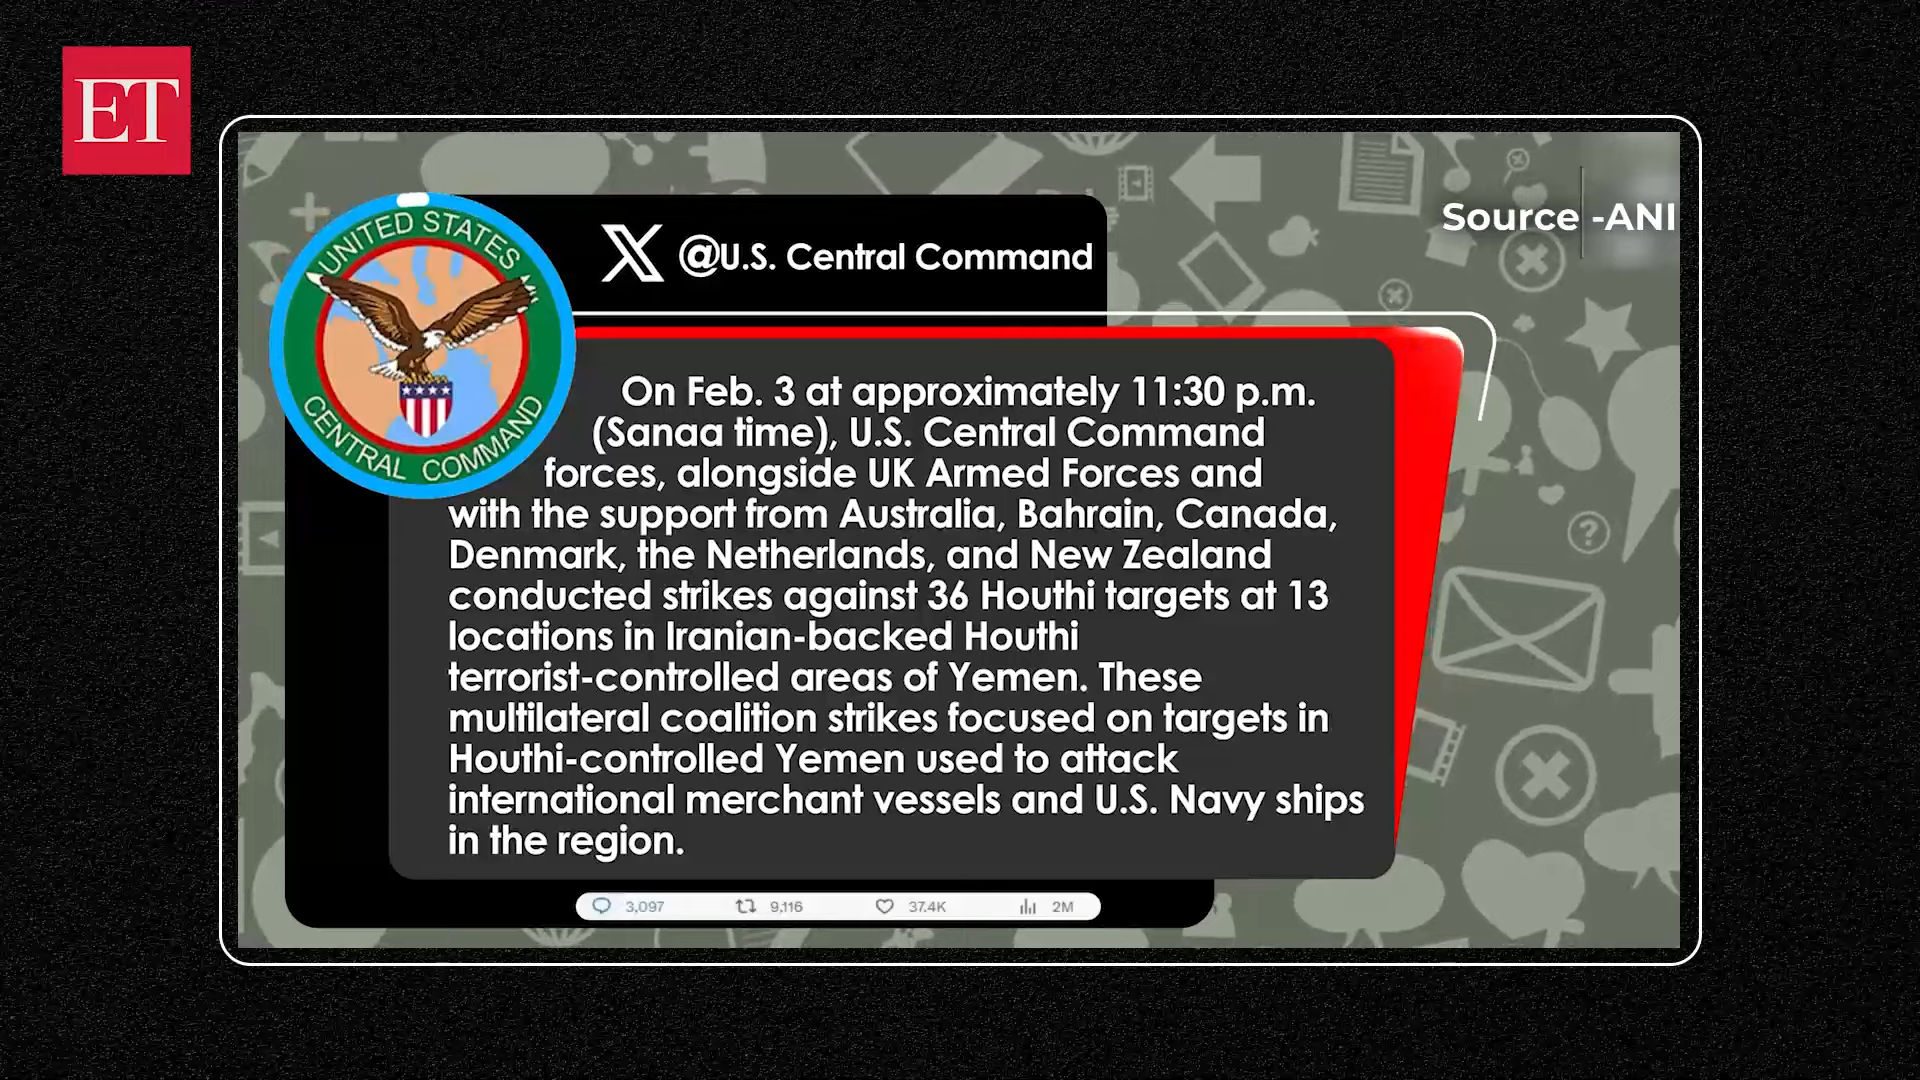 ET
Source -ANI
UNITED STATES
CENTRAL COMMAND
X @U.S. Central Command
On Feb. 3 at approximately 11:30 p.m.
(Sanaa time), U.S. Central Command
forces, alongside UK Armed Forces and
with the support from Australia, Bahrain, Canada,
Denmark, the Netherlands, and New Zealand
conducted strikes against 36 Houthi targets at 13
locations in Iranian-backed Houthi
terrorist-controlled areas of Yemen. These
multilateral coalition strikes focused on targets in
Houthi-controlled Yemen used to attack
international merchant vessels and U.S. Navy ships
in the region.
3,097 9,116 37.4K 2M